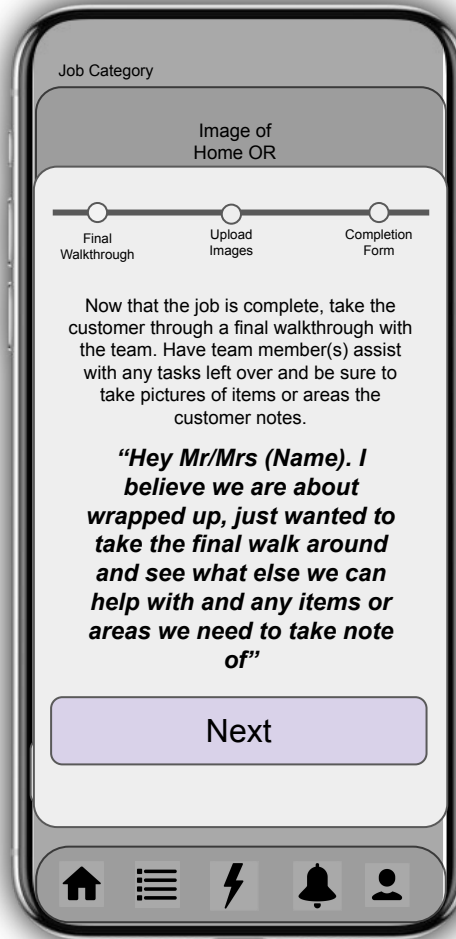 Job Category
Image of
Home OR
Final
Walkthrough
Upload
Images
Completion
Form
Now that the job is complete, take the
customer through a final walkthrough with
the team. Have team member(s) assist
with any tasks left over and be sure to
take pictures of items or areas the
customer notes.
“Hey Mr/Mrs (Name). I
believe we are about
wrapped up, just wanted to
take the final walk around
and see what else we can
help with and any items or
areas we need to take note
of”
Next